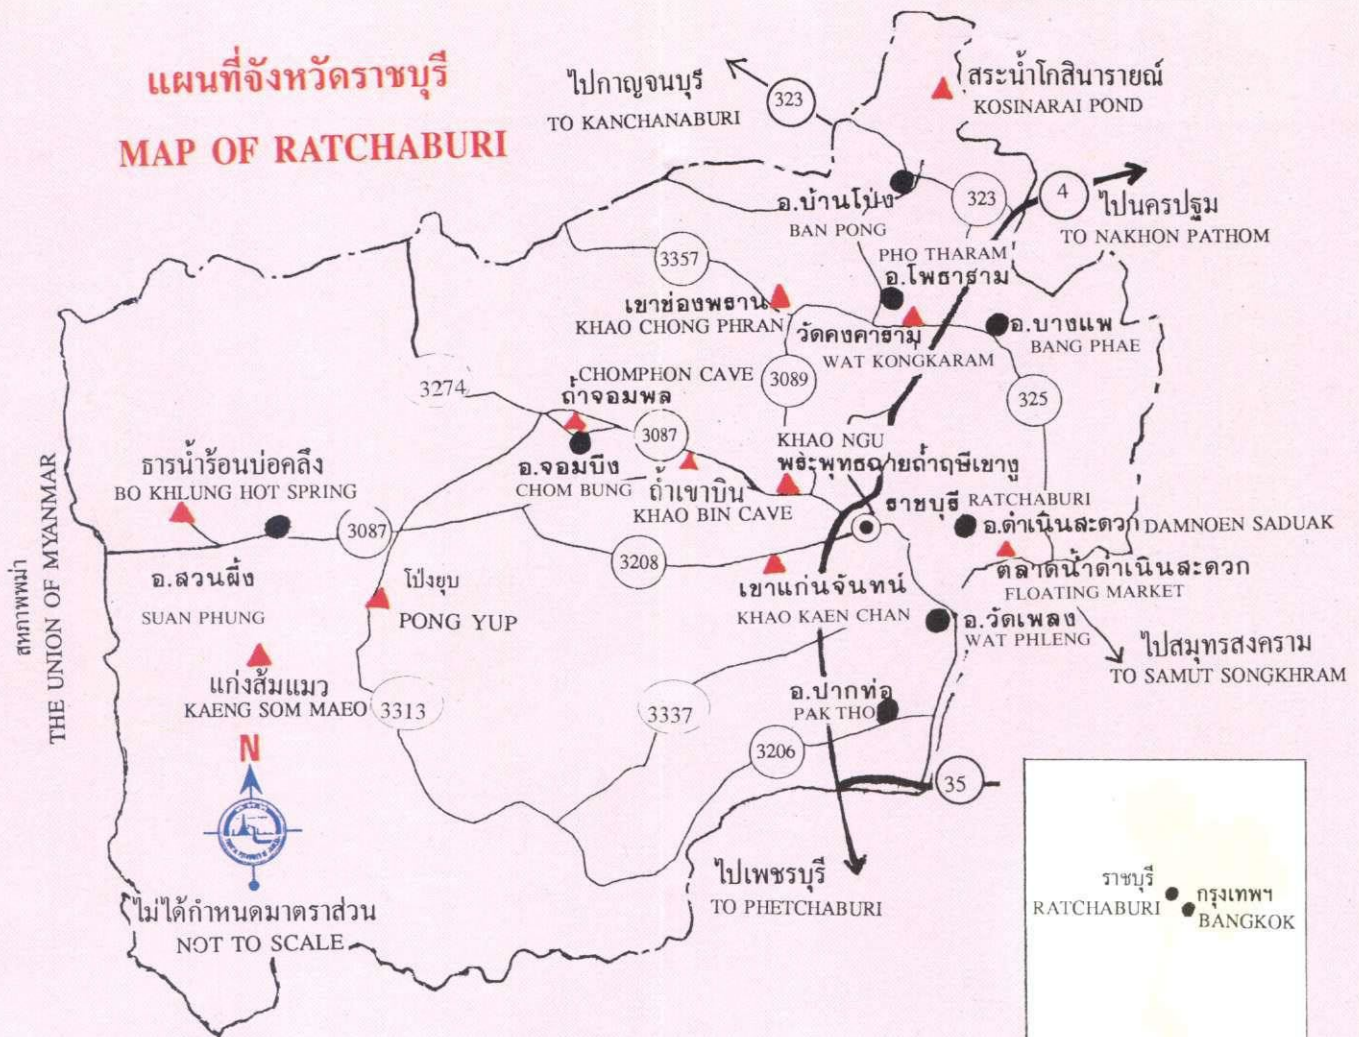 แผนที่จังหวัดราชบุรี
MAP OF RATCHABURI
ไปกาญจนบุรี
TO KANCHANABURI
323
สระน้ำโกสินารายณ์
KOSINARAI POND
4
ไปนครปฐม
TO NAKHON PATHOM
อ.บ้านโป่ง
BAN PONG
323
PHO THARAM
อ.โพธาราม
3357
เขาช่องพราน
KHAO CHONG PHRAN
วัดคงคาราม
WAT KONGKARAM
อ.บางแพ
BANG PHAE
3274
CHOMPHON CAVE
ถ้ำจอมพล
3089
325
3087
KHAO NGU
พระพุทธฉายถ้ำฤษีเขางู
ธารน้ำร้อนบ่อคลึง
BO KHLUNG HOT SPRING
อ.จอมบึง
CHOM BUNG
ถ้ำเขาบิน
KHAO BIN CAVE
ราชบุรี RATCHABURI
อ.ดำเนินสะดวก DAMNOEN SADUAK
3087
3208
ตลาดน้ำดำเนินสะดวก
FLOATING MARKET
อ.สวนผึ้ง
SUAN PHUNG
โป่งยุบ
PONG YUP
เขาแก่นจันทน์
KHAO KAEN CHAN
อ.วัดเพลง
WAT PHLENG
ไปสมุทรสงคราม
TO SAMUT SONGKHRAM
สหภาพพม่า
THE UNION OF MYANMAR
แก่งส้มแมว
KAENG SOM MAEO
3313
3337
อ.ปากท่อ
PAK THO
3206
35
N
ไปเพชรบุรี
TO PHETCHABURI
ไม่ได้กำหนดมาตราส่วน
NOT TO SCALE
ราชบุรี
RATCHABURI
กรุงเทพฯ
BANGKOK